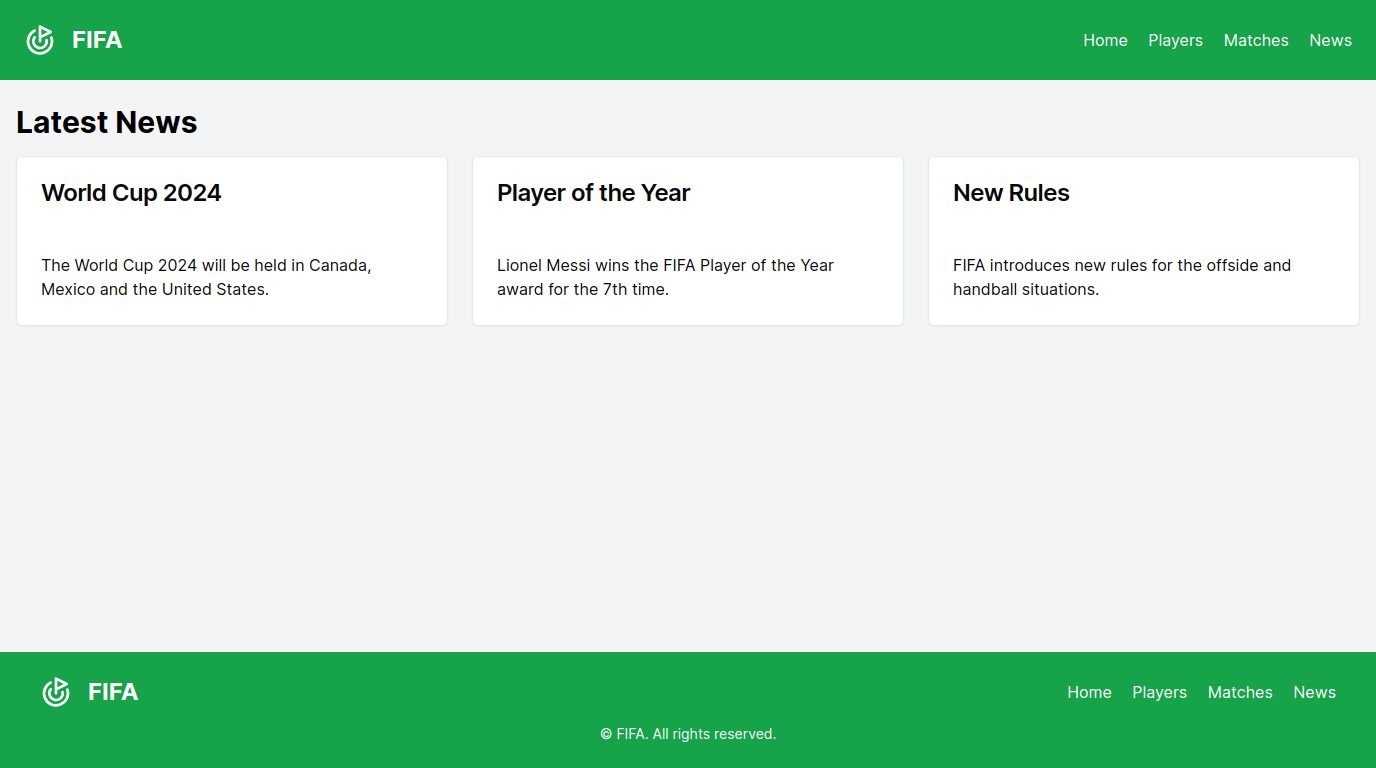 FIFA
Home Players Matches News
Latest News
World Cup 2024
The World Cup 2024 will be held in Canada,
Mexico and the United States.
Player of the Year
Lionel Messi wins the FIFA Player of the Year
award for the 7th time.
New Rules
FIFA introduces new rules for the offside and
handball situations.
FIFA
Home Players Matches News
© FIFA. All rights reserved.